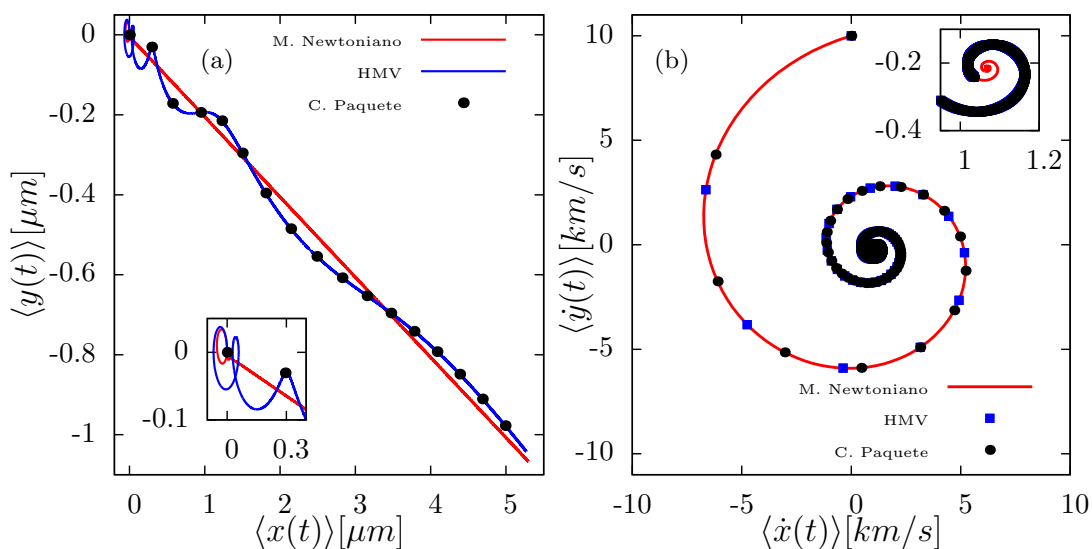 (a)
M. Newtoniano
HMV
C. Paquete
0
-0.2
-0.4
-0.6
-0.8
-1
⟨y(t)⟩[μm]
0
-0.1
0
0.3
0 1 2 3 4 5
⟨x(t)⟩[μm]
(b)
10
5
0
-5
-10
⟨ẏ(t)⟩[km/s]
-0.2
-0.4
1 1.2
M. Newtoniano
HMV
C. Paquete
-10 -5 0 5 10
⟨ẋ(t)⟩[km/s]